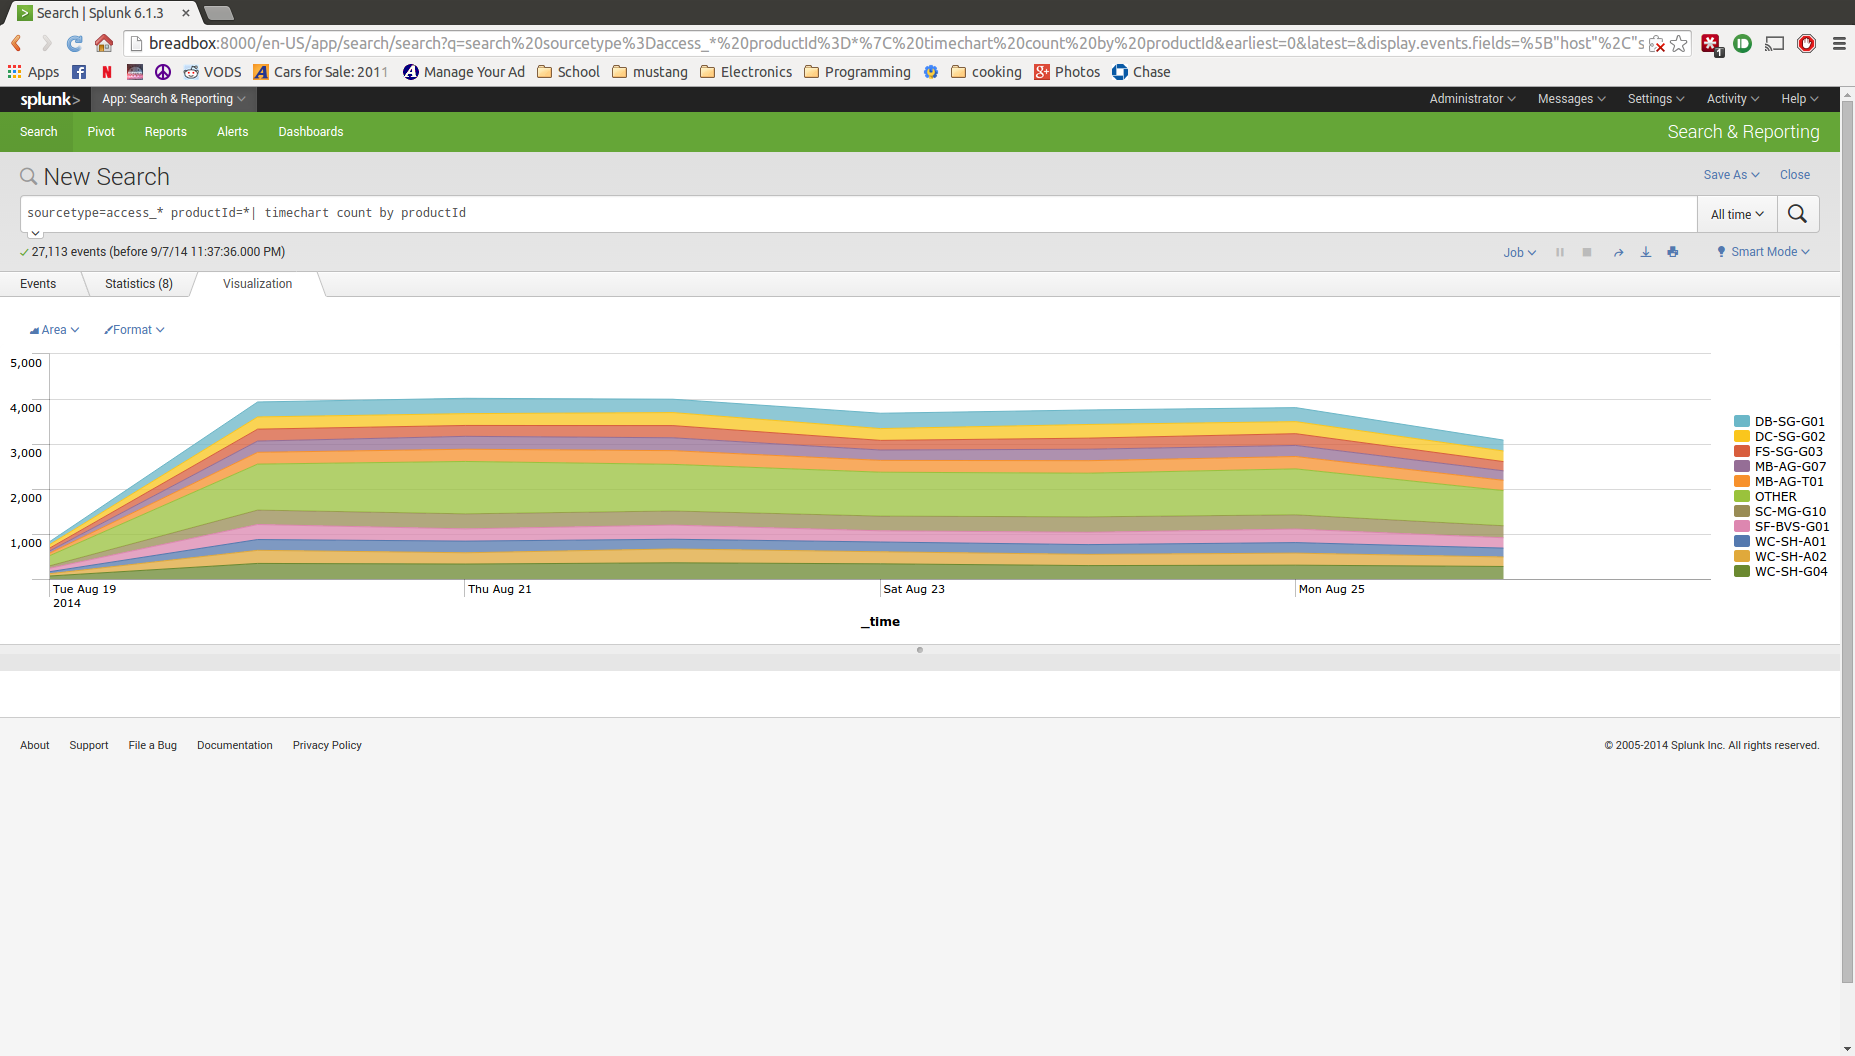 Search | Splunk 6.1.3
breadbox:8000/en-US/app/search/search?q=search%20sourcetype%3Daccess_*%20productId%3D*%7C%20timechart%20count%20by%20productId&earliest=0&latest=&display.events.fields=%5B"host"%2C"s
Apps VODS Cars for Sale: 2011 Manage Your Ad School mustang Electronics Programming cooking Photos Chase
splunk> App: Search & Reporting Administrator Messages Settings Activity Help
Search Pivot Reports Alerts Dashboards Search & Reporting
New Search Save As Close
sourcetype=access_* productId=*| timechart count by productId All time
27,113 events (before 9/7/14 11:37:36.000 PM) Job Smart Mode
Events Statistics (8) Visualization
Area Format
5,000
4,000
3,000
2,000
1,000
DB-SG-G01
DC-SG-G02
FS-SG-G03
MB-AG-G07
MB-AG-T01
OTHER
SC-MG-G10
SF-BVS-G01
WC-SH-A01
WC-SH-A02
WC-SH-G04
Tue Aug 19 Thu Aug 21 Sat Aug 23 Mon Aug 25
2014
_time
About Support File a Bug Documentation Privacy Policy © 2005-2014 Splunk Inc. All rights reserved.